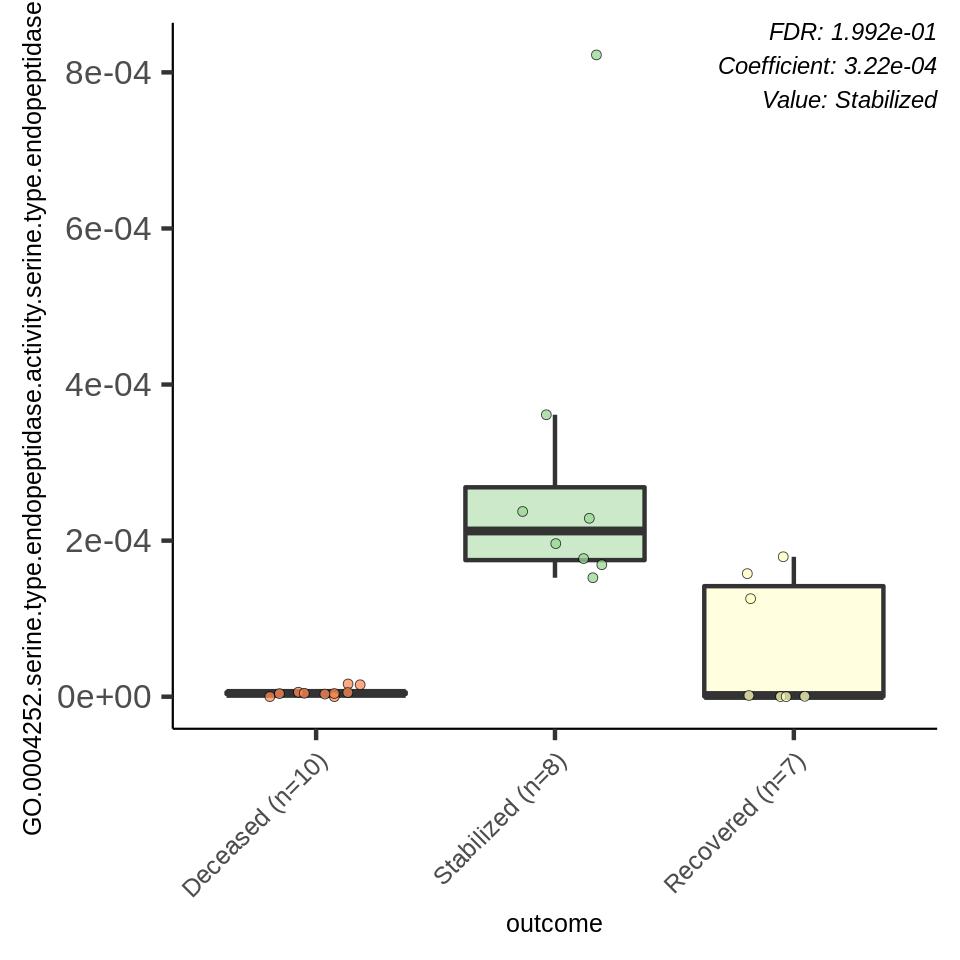 GO.0004252.serine.type.endopeptidase.activity.serine.type.endopeptidase
8e-04
6e-04
4e-04
2e-04
0e+00
FDR: 1.992e-01
Coefficient: 3.22e-04
Value: Stabilized
Deceased (n=10)
Stabilized (n=8)
Recovered (n=7)
outcome